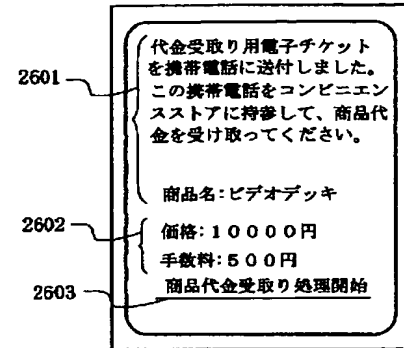 代金受取り用電子チケット
を携帯電話に送付しました。
この携帯電話をコンビニエン
スストアに持参して、商品代
金を受け取ってください。
2601
商品名:ビデオデッキ
2602
価格:10000円
手数料:500円
2603
商品代金受取り処理開始